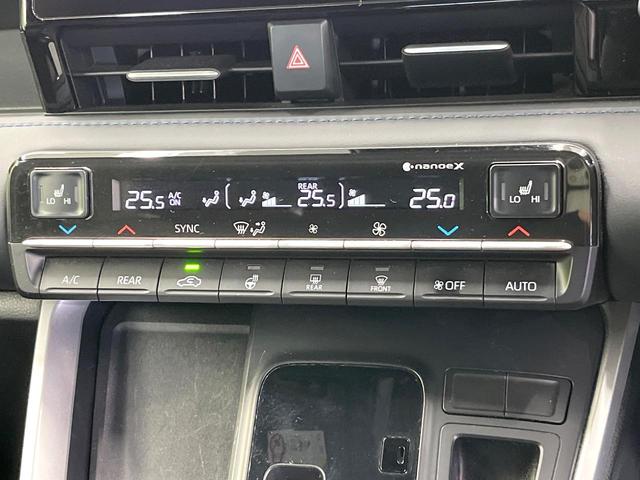 nanoeX
LO HI
25.5 A/C ON REAR 25.5 25.0
LO HI
SYNC
A/C REAR REAR FRONT OFF AUTO